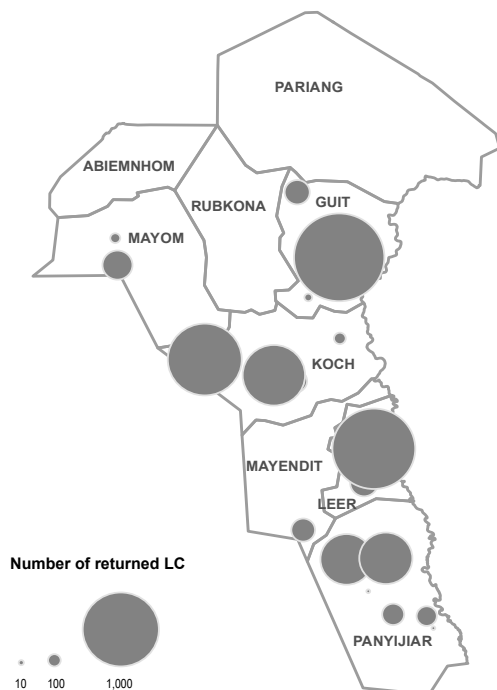 PARIANG
ABIEMNHOM
RUBKONA
GUIT
MAYOM
KOCH
MAYENDIT
LEER
Number of returned LC
PANYIJIAR
10 100 1,000